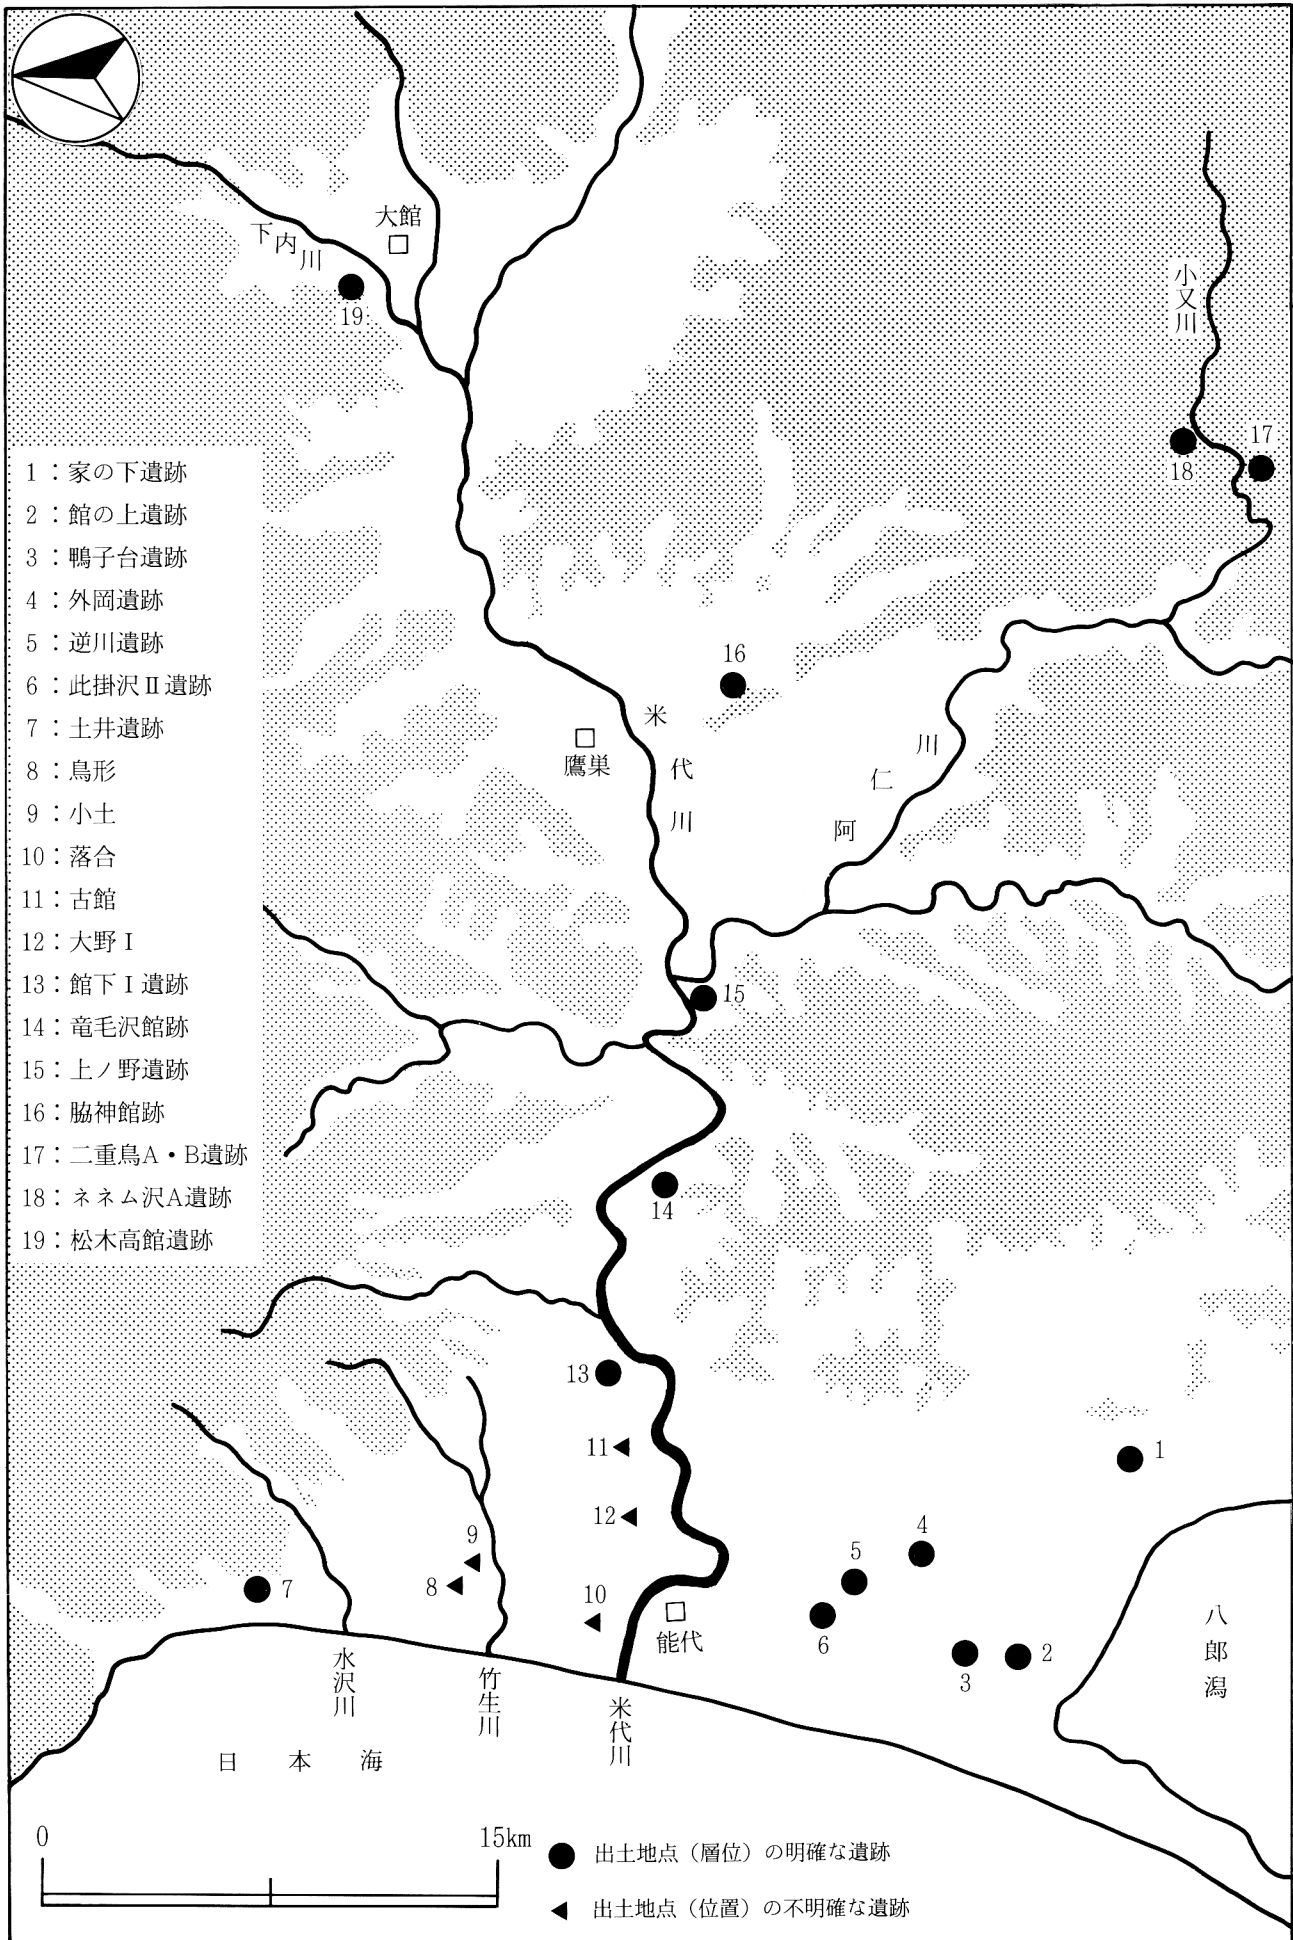 大館
下内川
19
小又川
17
18
1：家の下遺跡
2：館の上遺跡
3：鴨子台遺跡
4：外岡遺跡
5：逆川遺跡
6：此掛沢Ⅱ遺跡
7：土井遺跡
8：鳥形
9：小土
10：落合
11：古館
12：大野Ⅰ
13：館下Ⅰ遺跡
14：竜毛沢館跡
15：上ノ野遺跡
16：脇神館跡
17：二重鳥A・B遺跡
18：ネネム沢A遺跡
19：松木高館遺跡
16
米代川
鷹巣
阿仁川
15
14
13
11
12
1
9
8
10
7
4
5
6
3
2
能代
八郎潟
水沢川
竹生川
米代川
日本海
0
15km
出土地点（層位）の明確な遺跡
出土地点（位置）の不明確な遺跡